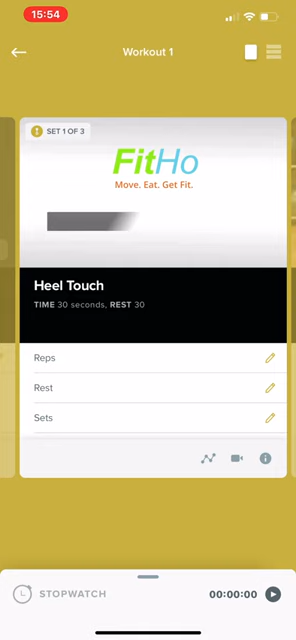 15:54
Workout 1
SET 1 OF 3
FitHo
Move. Eat. Get Fit.
Heel Touch
TIME 30 seconds, REST 30
Reps
Rest
Sets
STOPWATCH
00:00:00